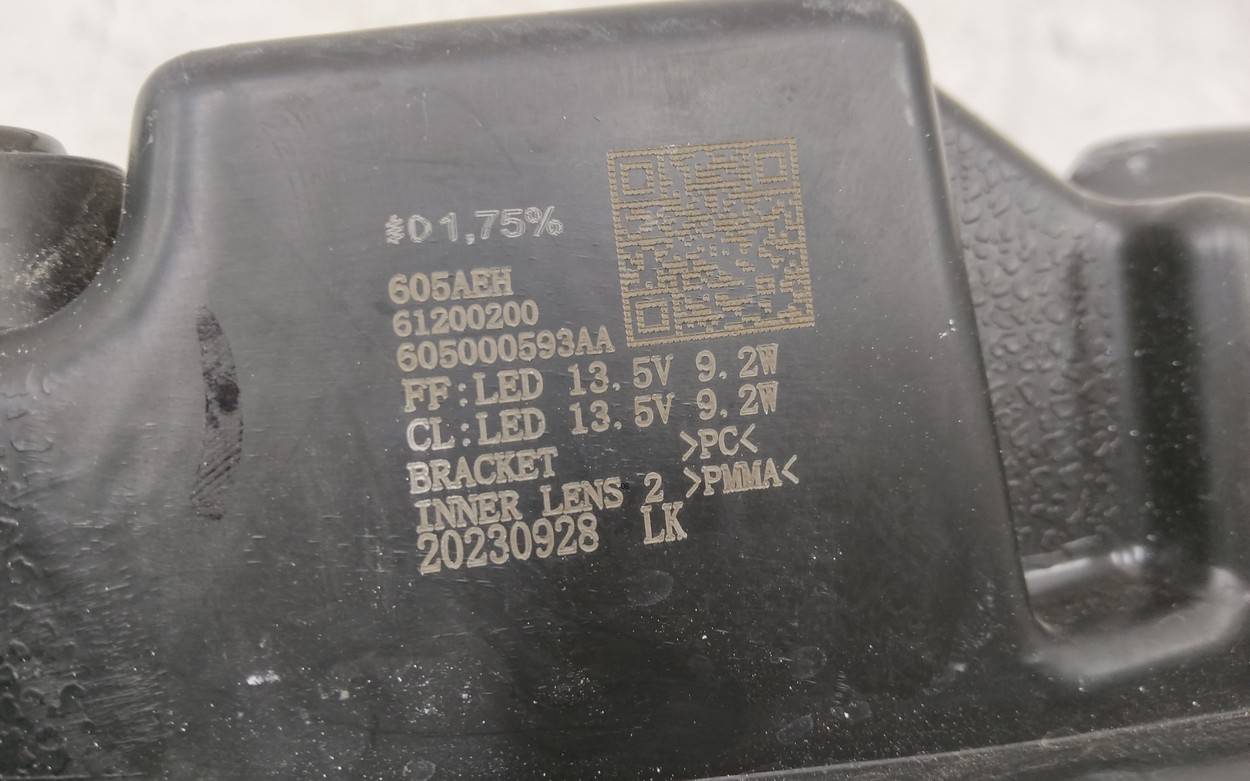 D 1,75%
605AEH
61200200
605000593AA
FF:LED 13.5V 9.2W
CL:LED 13.5V 9.2W
BRACKET >PC<
INNER LENS 2 >PMMA<
20230928 LK